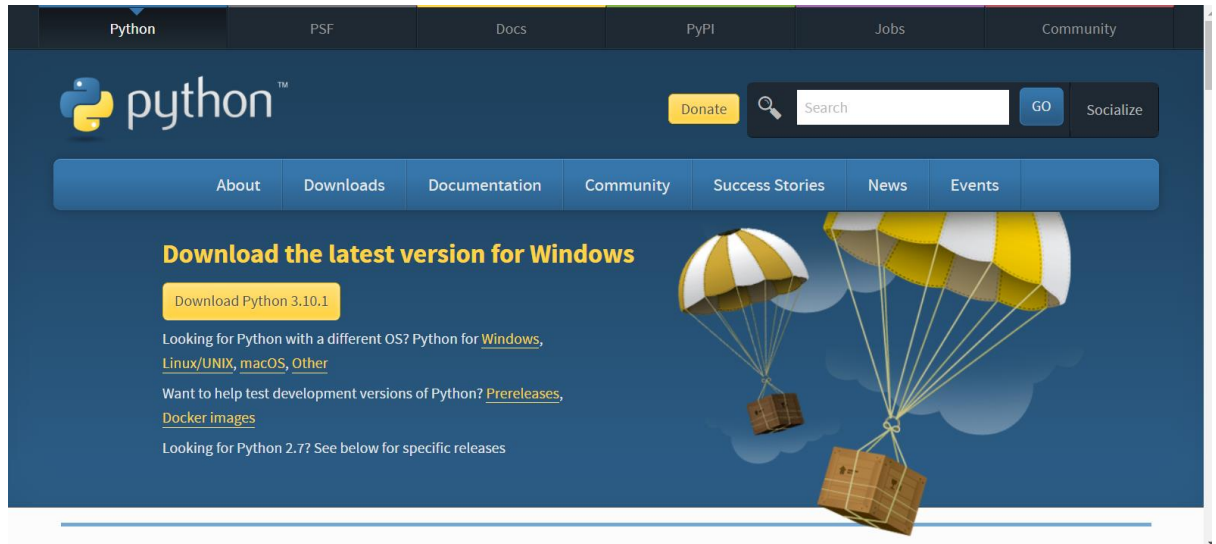 Python PSF Docs PyPI Jobs Community
python™
Donate Search GO Socialize
About Downloads Documentation Community Success Stories News Events
Download the latest version for Windows
Download Python 3.10.1
Looking for Python with a different OS? Python for Windows,
Linux/UNIX, macOS, Other
Want to help test development versions of Python? Prereleases,
Docker images
Looking for Python 2.7? See below for specific releases